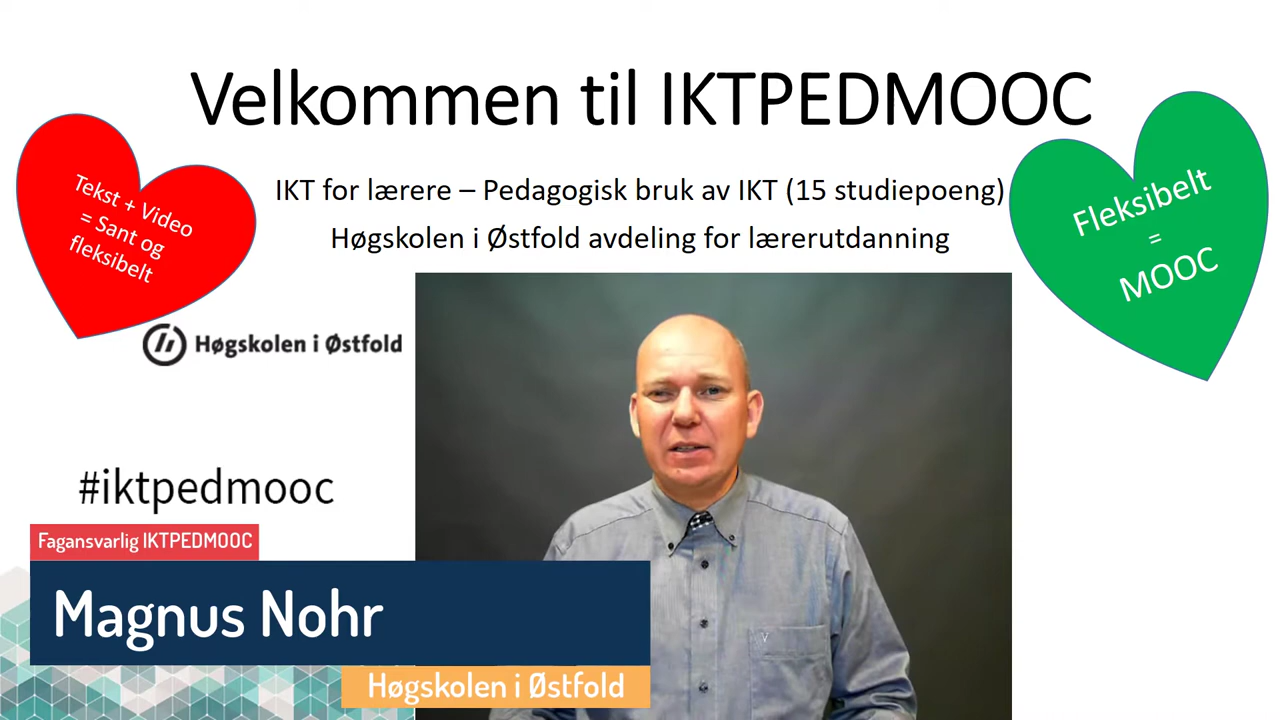 Velkommen til IKTPEDMOOC
IKT for lærere – Pedagogisk bruk av IKT (15 studiepoeng)
Høgskolen i Østfold avdeling for lærerutdanning
Tekst + Video
= Sant og
fleksibelt
Fleksibelt
=
MOOC
Høgskolen i Østfold
#iktpedmooc
Fagansvarlig IKTPEDMOOC
Magnus Nohr
Høgskolen i Østfold